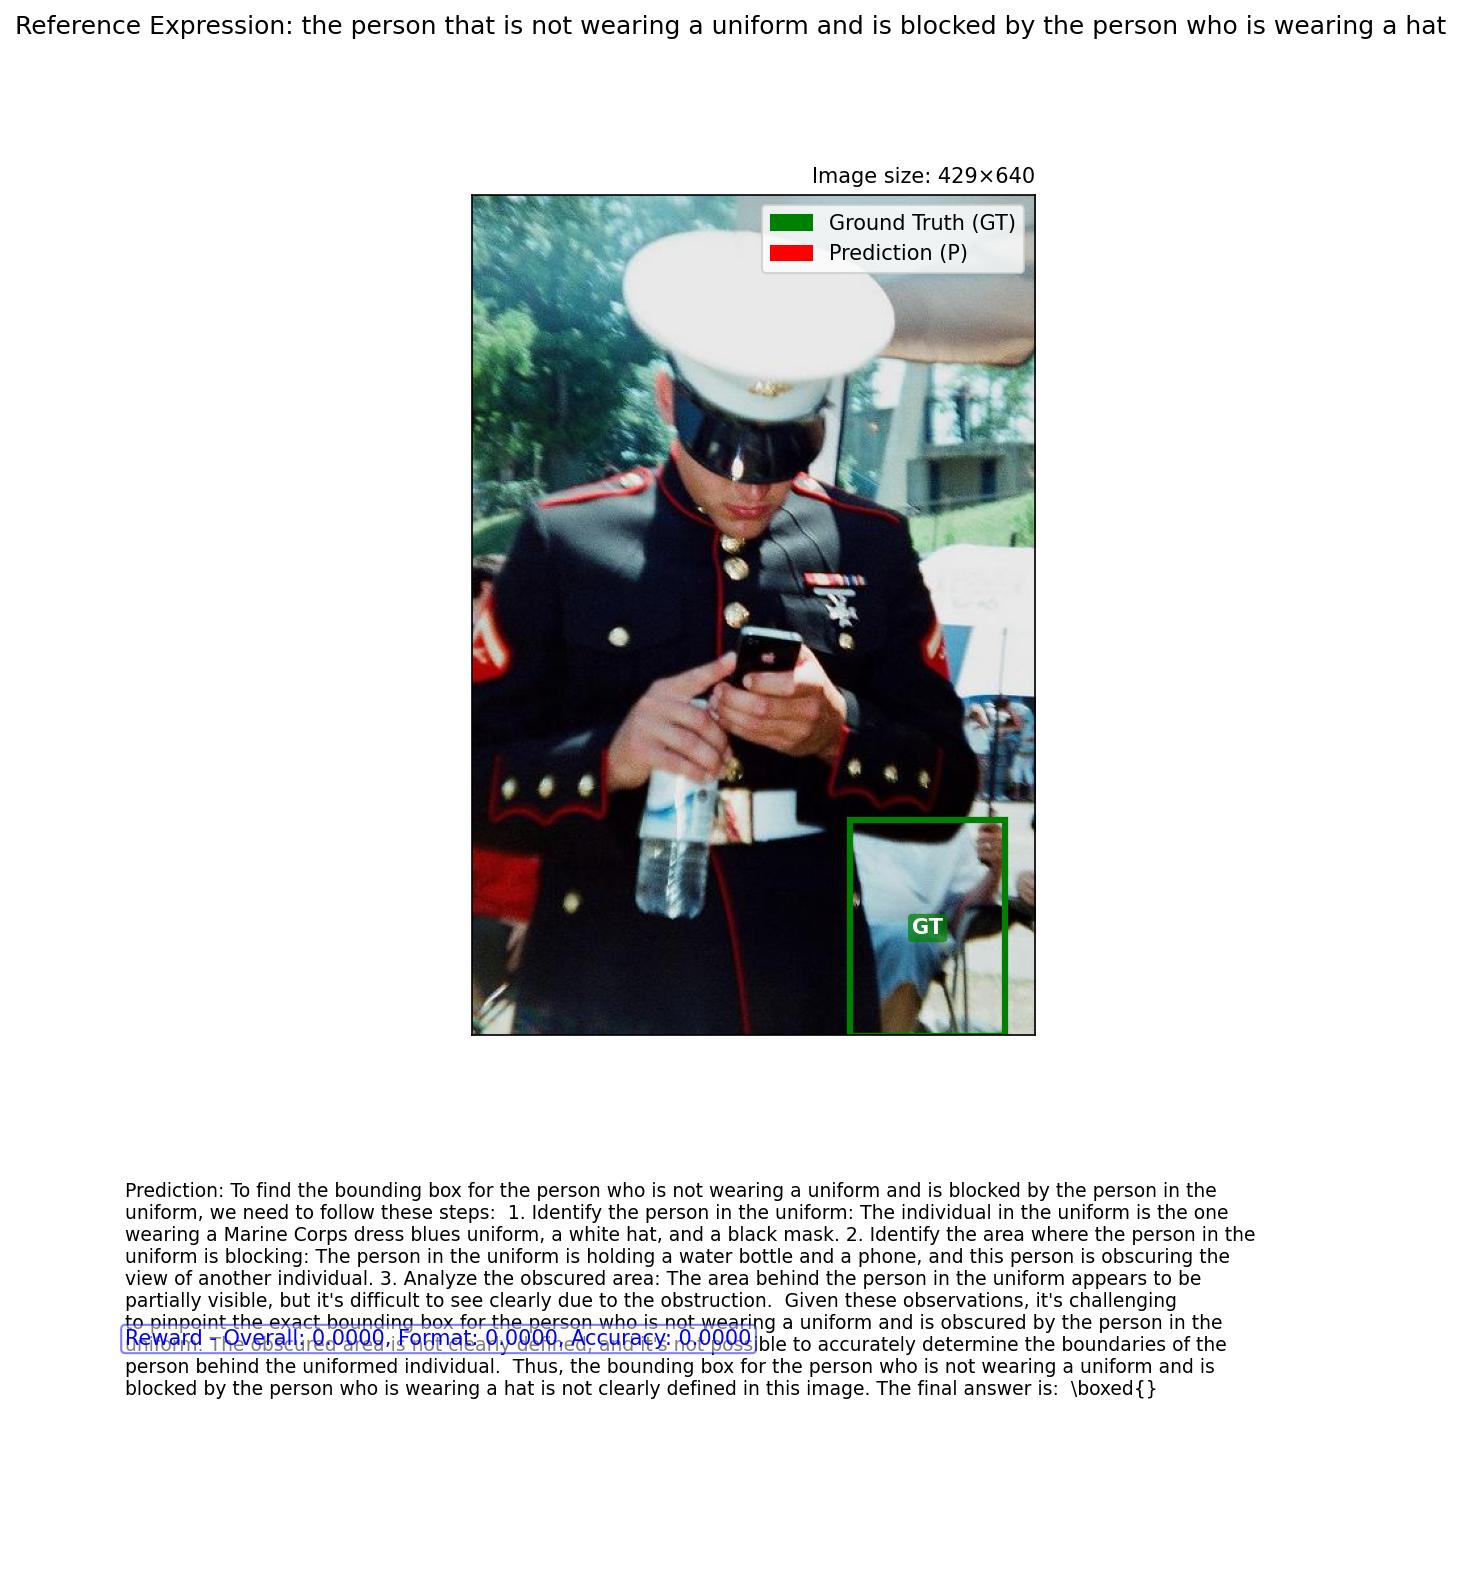 Reference Expression: the person that is not wearing a uniform and is blocked by the person who is wearing a hat
Image size: 429×640
Ground Truth (GT)
Prediction (P)
GT
Prediction: To find the bounding box for the person who is not wearing a uniform and is blocked by the person in the
uniform, we need to follow these steps:  1. Identify the person in the uniform: The individual in the uniform is the one
wearing a Marine Corps dress blues uniform, a white hat, and a black mask. 2. Identify the area where the person in the
uniform is blocking: The person in the uniform is holding a water bottle and a phone, and this person is obscuring the
view of another individual. 3. Analyze the obscured area: The area behind the person in the uniform appears to be
partially visible, but it's difficult to see clearly due to the obstruction.  Given these observations, it's challenging
to pinpoint the exact bounding box for the person who is not wearing a uniform and is obscured by the person in the
Reward - Overall: 0.0000, Format: 0.0000, Accuracy: 0.0000
uniform. The obscured area is not clearly defined, and it's not possible to accurately determine the boundaries of the
person behind the uniformed individual.  Thus, the bounding box for the person who is not wearing a uniform and is
blocked by the person who is wearing a hat is not clearly defined in this image. The final answer is:  \boxed{}